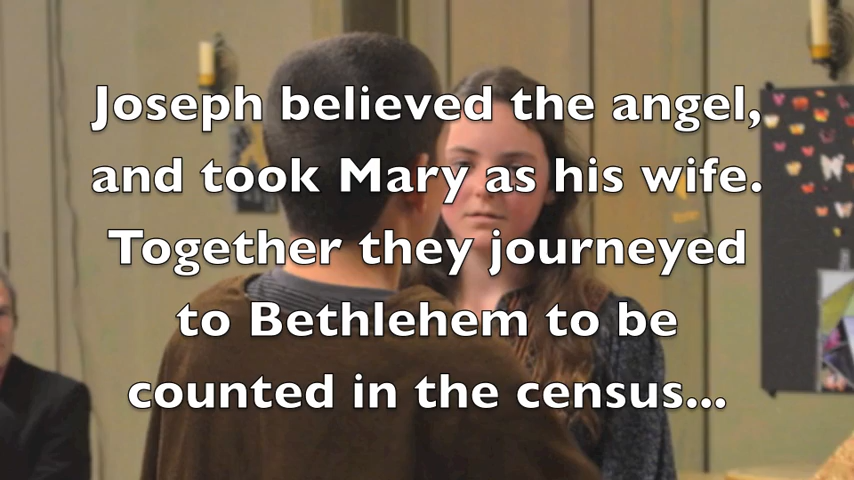 Joseph believed the angel,
and took Mary as his wife.
Together they journeyed
to Bethlehem to be
counted in the census...